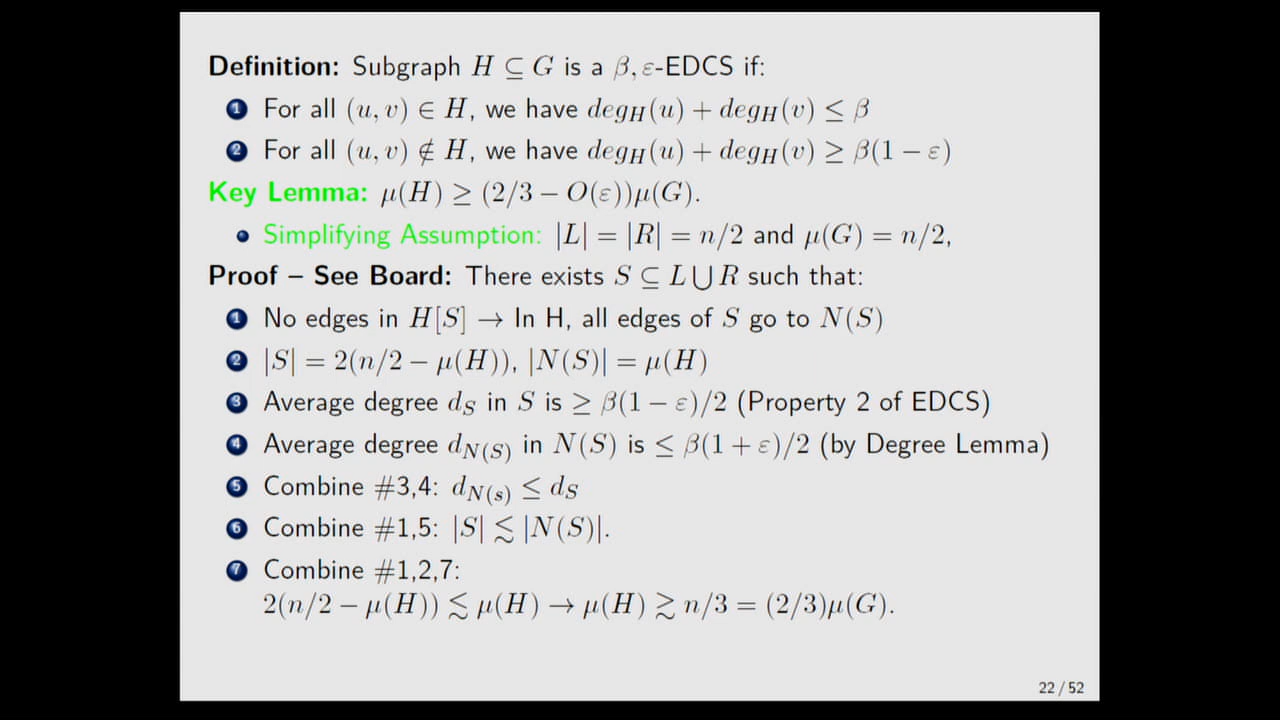 Definition: Subgraph H ⊆ G is a β, ε-EDCS if:
1 For all (u, v) ∈ H, we have deg_H(u) + deg_H(v) ≤ β
2 For all (u, v) ∉ H, we have deg_H(u) + deg_H(v) ≥ β(1 − ε)
Key Lemma: μ(H) ≥ (2/3 − O(ε))μ(G).
• Simplifying Assumption: |L| = |R| = n/2 and μ(G) = n/2,
Proof – See Board: There exists S ⊆ L ⋃ R such that:
1 No edges in H[S] → In H, all edges of S go to N(S)
2 |S| = 2(n/2 − μ(H)), |N(S)| = μ(H)
3 Average degree d_S in S is ≥ β(1 − ε)/2 (Property 2 of EDCS)
4 Average degree d_{N(S)} in N(S) is ≤ β(1 + ε)/2 (by Degree Lemma)
5 Combine #3,4: d_{N(s)} ≤ d_S
6 Combine #1,5: |S| ≲ |N(S)|.
7 Combine #1,2,7:
2(n/2 − μ(H)) ≲ μ(H) → μ(H) ≳ n/3 = (2/3)μ(G).
22 / 52